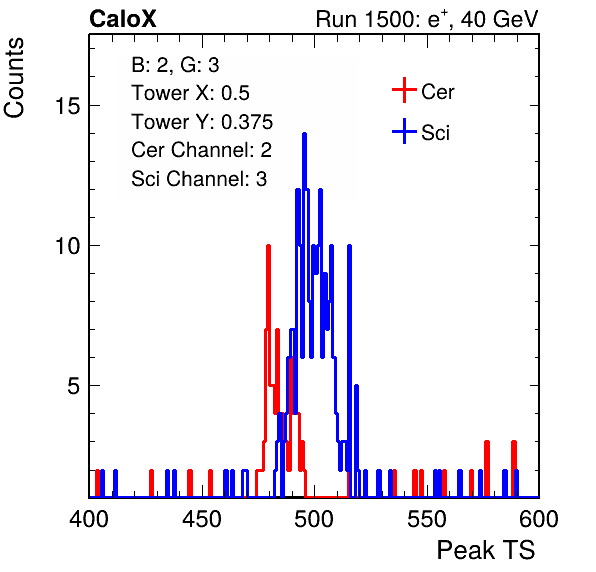 CaloX Run 1500: e+, 40 GeV
Counts
B: 2, G: 3
Tower X: 0.5
Tower Y: 0.375
Cer Channel: 2
Sci Channel: 3
Cer
Sci
15
10
5
400 450 500 550 600
Peak TS